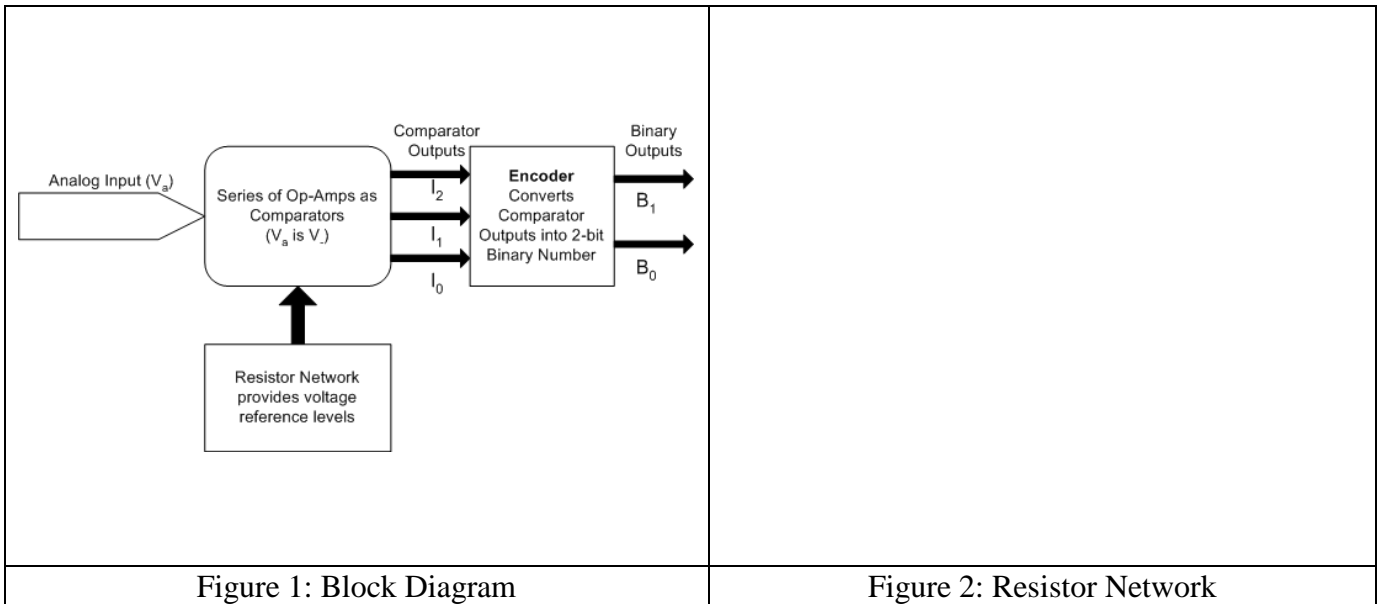 Analog Input (Va)
Series of Op-Amps as
Comparators
(Va is V-)
Comparator
Outputs
I2
I1
I0
Encoder
Converts
Comparator
Outputs into 2-bit
Binary Number
Binary
Outputs
B1
B0
Resistor Network
provides voltage
reference levels
Figure 1: Block Diagram
Figure 2: Resistor Network